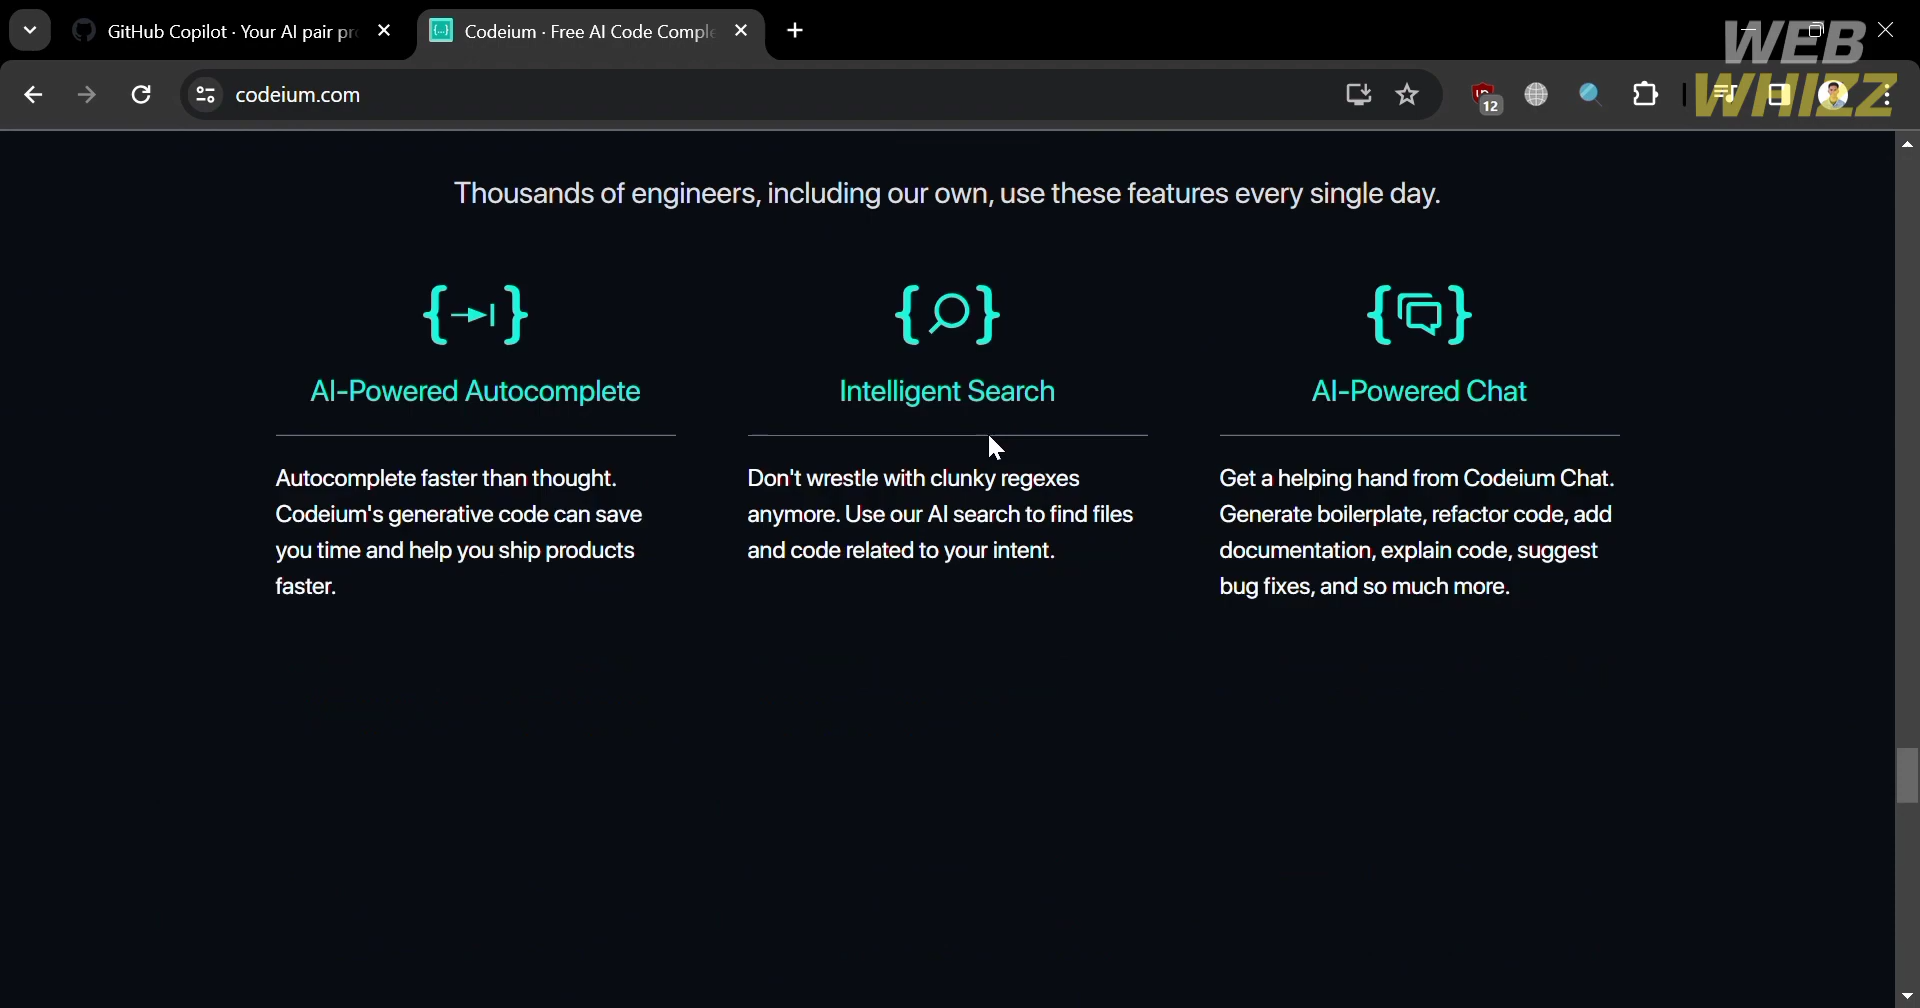 GitHub Copilot · Your AI pair pr
Codeium · Free AI Code Comple
WEB
WHIZZ
codeium.com
12
Thousands of engineers, including our own, use these features every single day.
AI-Powered Autocomplete
Autocomplete faster than thought.
Codeium's generative code can save
you time and help you ship products
faster.
Intelligent Search
Don't wrestle with clunky regexes
anymore. Use our AI search to find files
and code related to your intent.
AI-Powered Chat
Get a helping hand from Codeium Chat.
Generate boilerplate, refactor code, add
documentation, explain code, suggest
bug fixes, and so much more.